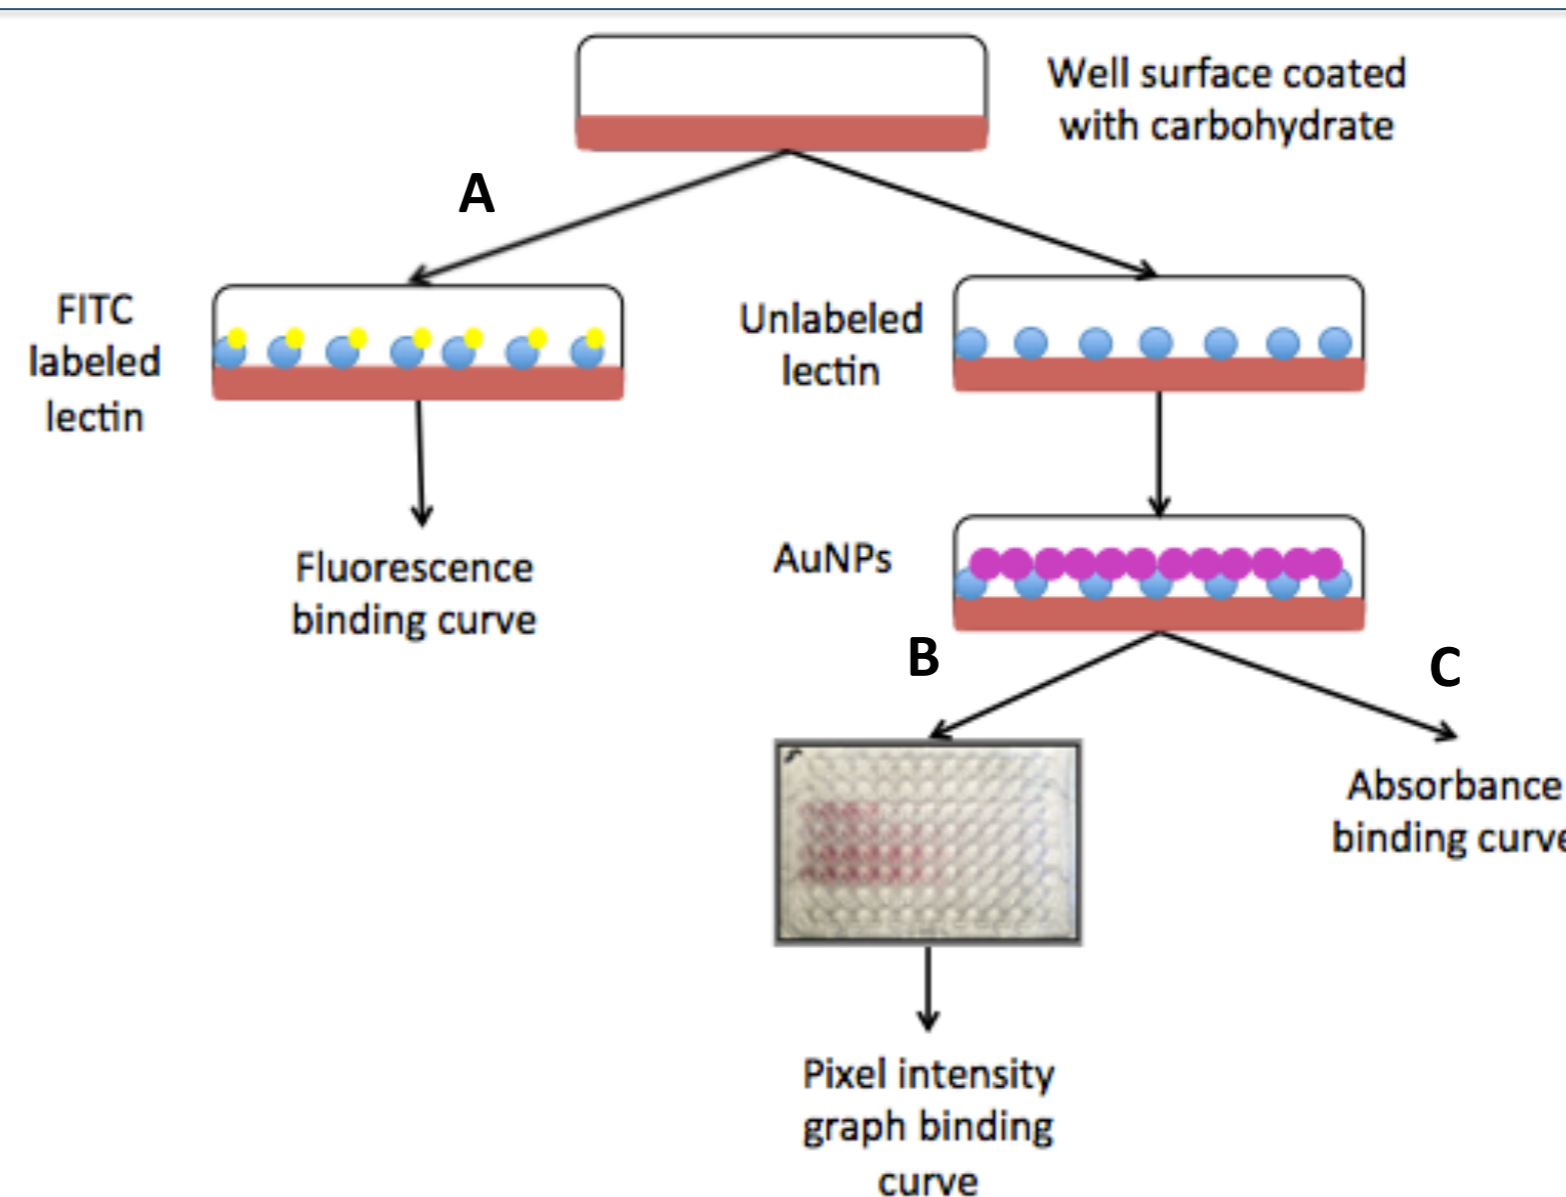 Well surface coated
with carbohydrate
A
FITC
labeled
lectin
Unlabeled
lectin
Fluorescence
binding curve
AuNPs
B
C
Absorbance
binding curve
Pixel intensity
graph binding
curve